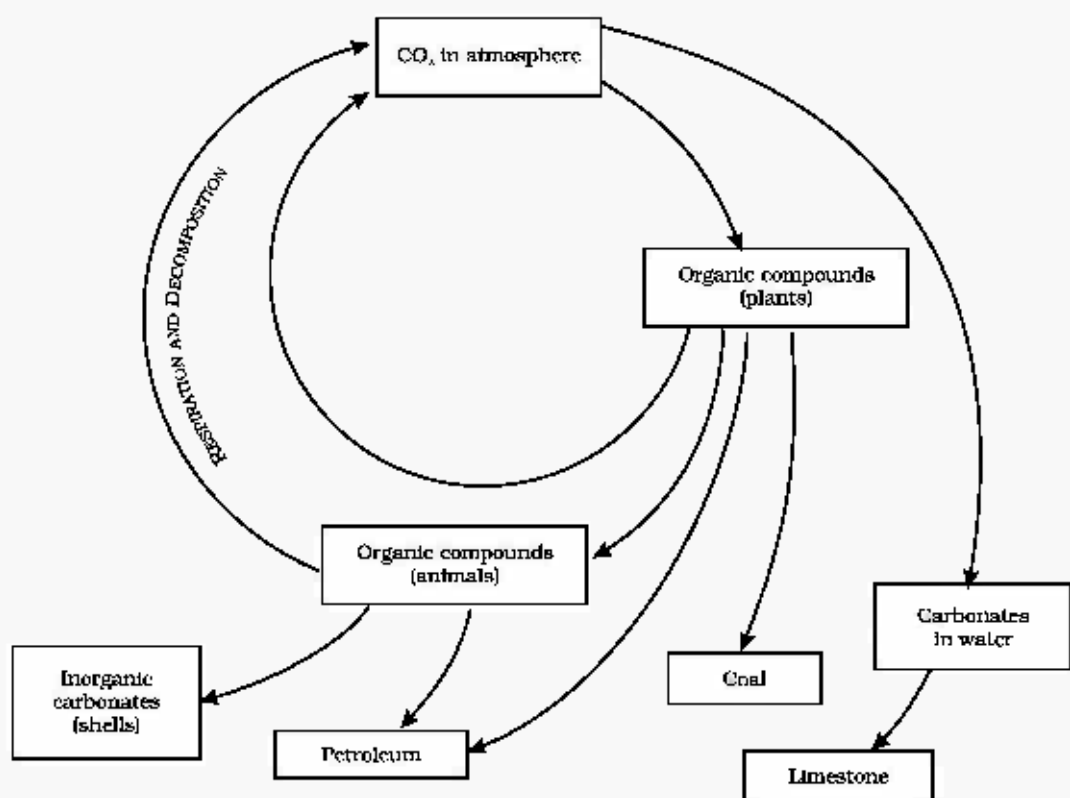 CO₂ in atmosphere
RESPIRATION AND DECOMPOSITION
Organic compounds
(plants)
Organic compounds
(animals)
Carbonates
in water
Inorganic
carbonates
(shells)
Coal
Petroleum
Limestone